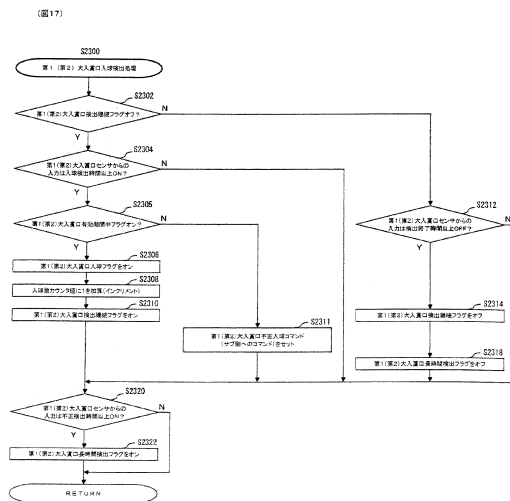 (図17)
S2300
第1(第2)大入賞口入球検出処理
S2302
第1(第2)大入賞口検出継続フラグオフ?
N
Y
S2304
第1(第2)大入賞口センサからの
入力は入球検出時間以上ON?
N
Y
S2305
第1(第2)大入賞口有効期間中フラグオン?
N
Y
S2306
第1(第2)大入賞口入球フラグをオン
S2308
入球数カウンタ値に1を加算(インクリメント)
S2310
第1(第2)大入賞口検出継続フラグをオン
S2311
第1(第2)大入賞口不正入球コマンド
(サブ側へのコマンド)をセット
S2312
第1(第2)大入賞口センサからの
入力は検出終了時間以上OFF?
N
Y
S2314
第1(第2)大入賞口検出継続フラグをオフ
S2318
第1(第2)大入賞口長時間検出フラグをオフ
S2320
第1(第2)大入賞口センサからの
入力は不正検出時間以上ON?
N
Y
S2322
第1(第2)大入賞口長時間検出フラグをオン
RETURN